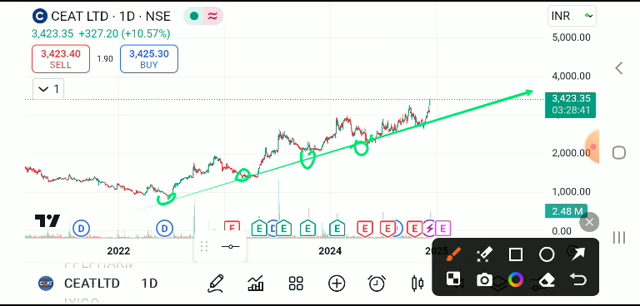 CEAT LTD · 1D · NSE
INR
3,423.35 +327.20 (+10.57%)
3,423.40
SELL
1.90
3,425.30
BUY
1
5,000.00
4,000.00
3,423.35
03:28:41
2,000.00
1,000.00
2.48 M
0.00
D D E E D E E E E E E E
2022
2024
2025
CEATLTD 1D